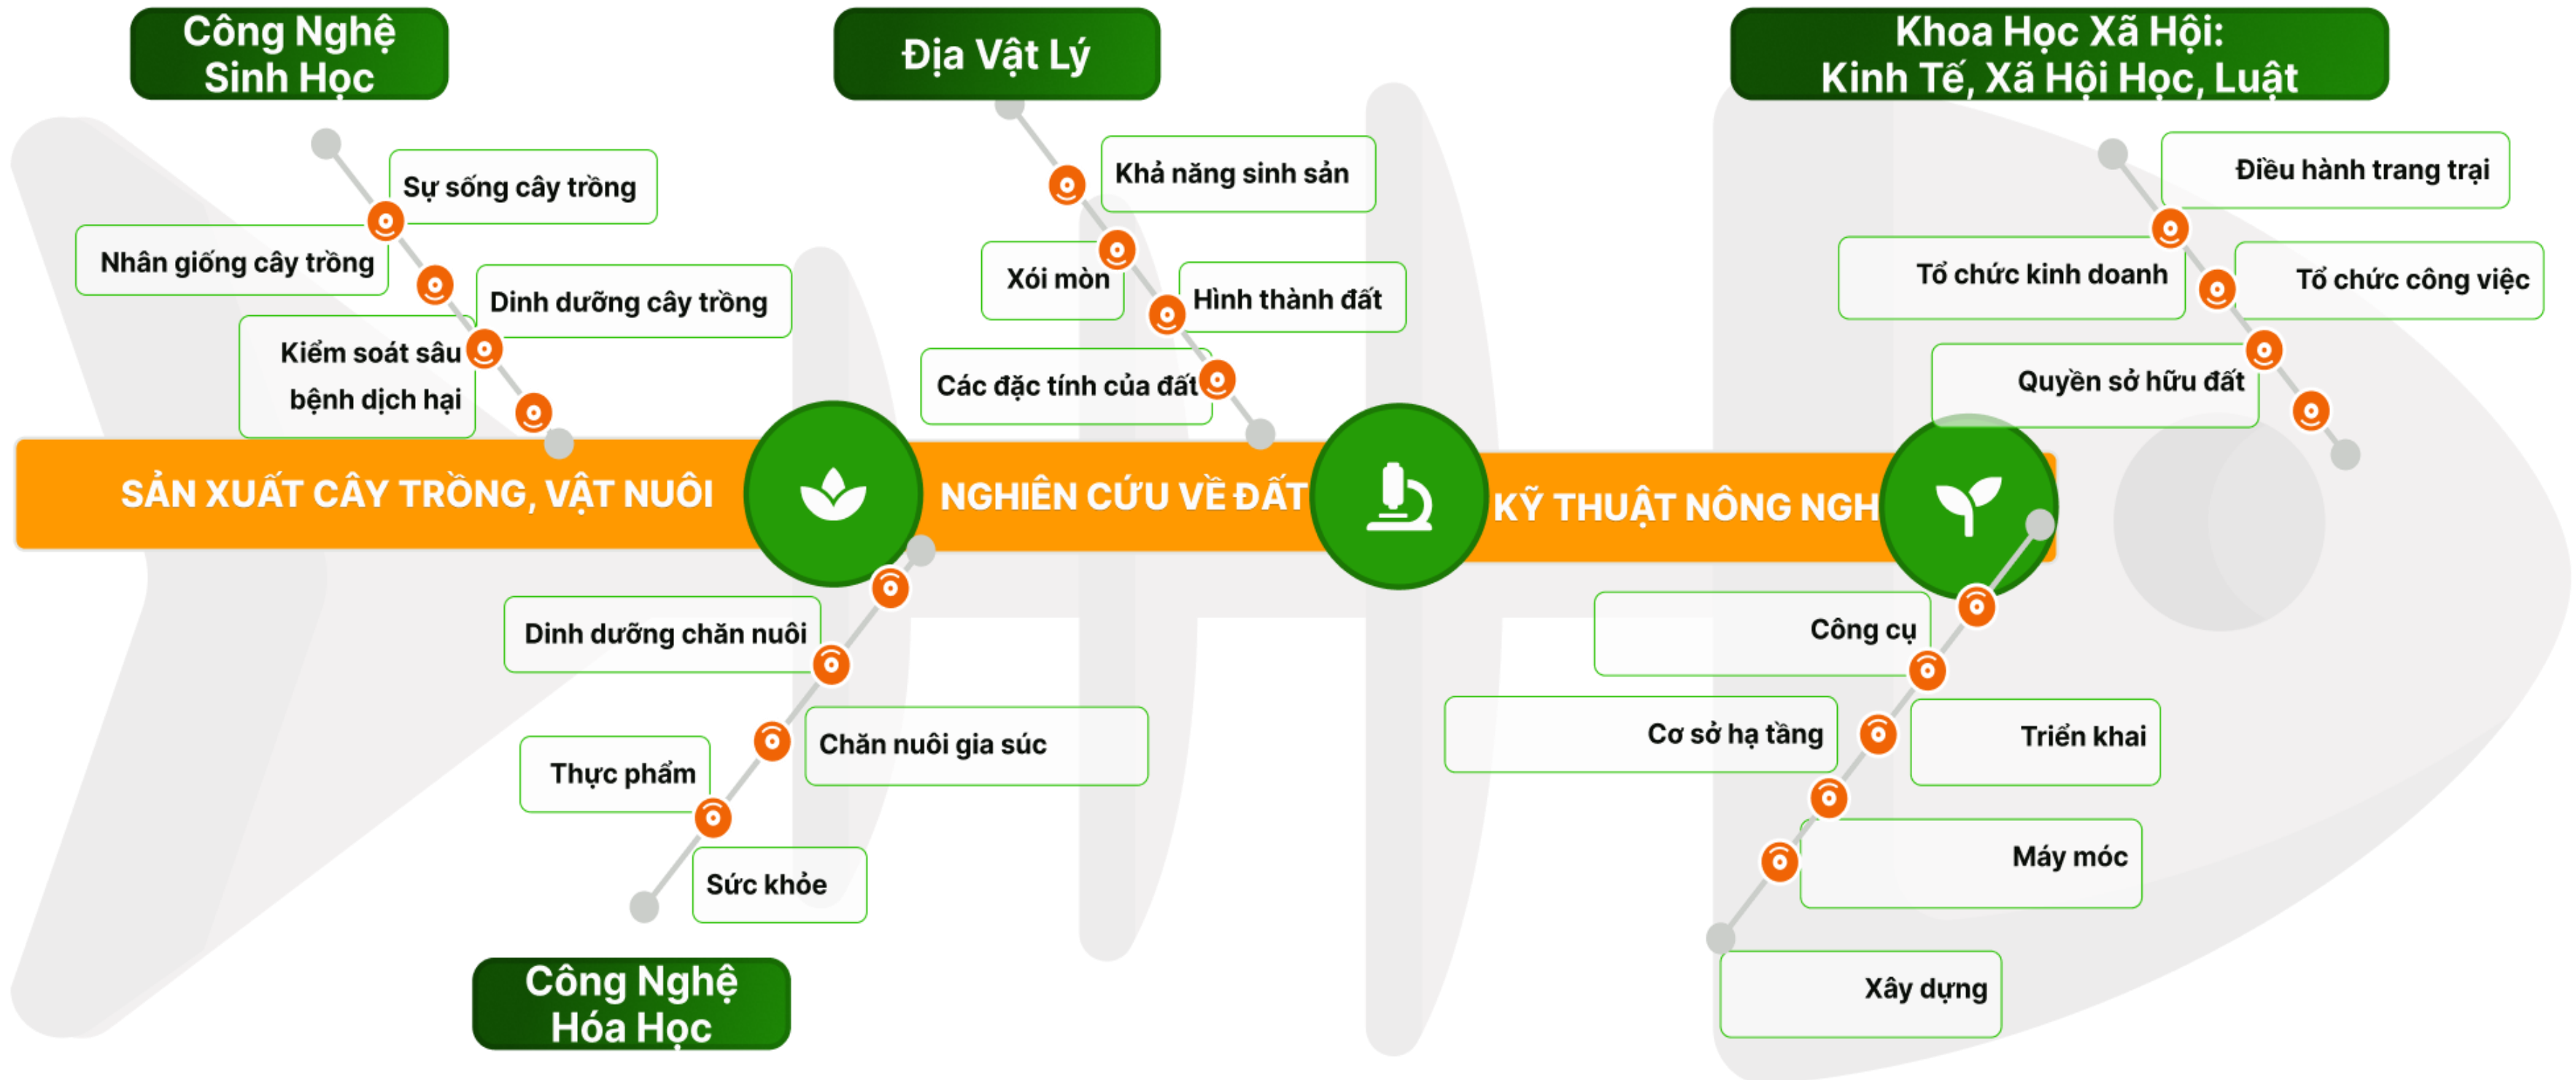 Công Nghệ
Sinh Học
Địa Vật Lý
Khoa Học Xã Hội:
Kinh Tế, Xã Hội Học, Luật
Sự sống cây trồng
Nhân giống cây trồng
Dinh dưỡng cây trồng
Kiểm soát sâu
bệnh dịch hại
Khả năng sinh sản
Xói mòn
Hình thành đất
Các đặc tính của đất
Điều hành trang trại
Tổ chức kinh doanh
Tổ chức công việc
Quyền sở hữu đất
SẢN XUẤT CÂY TRỒNG, VẬT NUÔI
NGHIÊN CỨU VỀ ĐẤT
KỸ THUẬT NÔNG NGH
Dinh dưỡng chăn nuôi
Chăn nuôi gia súc
Thực phẩm
Sức khỏe
Công cụ
Cơ sở hạ tầng
Triển khai
Máy móc
Xây dựng
Công Nghệ
Hóa Học